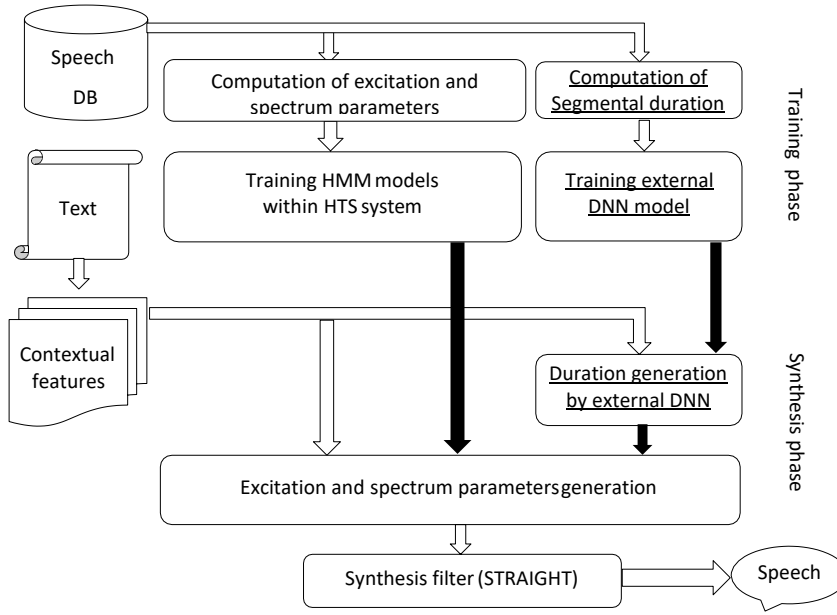 Speech
DB
Computation of excitation and
spectrum parameters
Computation of
Segmental duration
Training phase
Text
Training HMM models
within HTS system
Training external
DNN model
Contextual
features
Duration generation
by external DNN
Synthesis phase
Excitation and spectrum parametersgeneration
Synthesis filter (STRAIGHT)
Speech